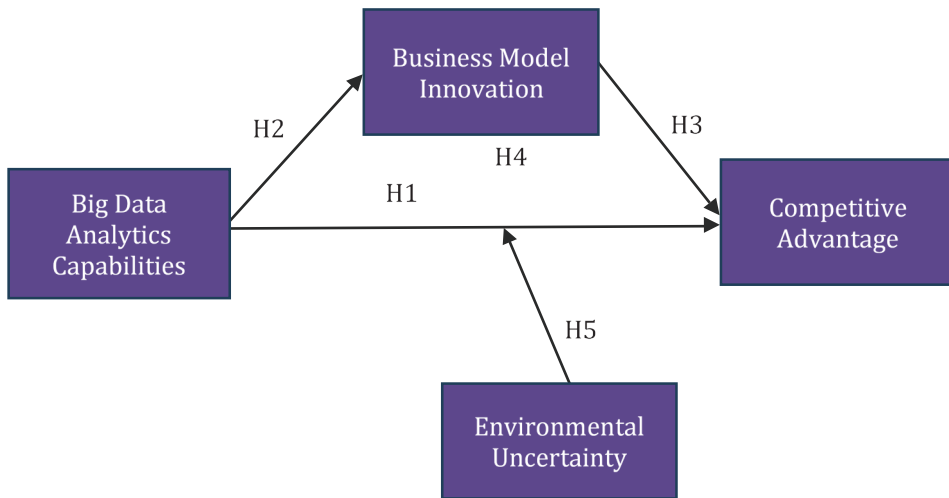 Business Model
Innovation
H2
H3
H4
Big Data
Analytics
Capabilities
H1
Competitive
Advantage
H5
Environmental
Uncertainty